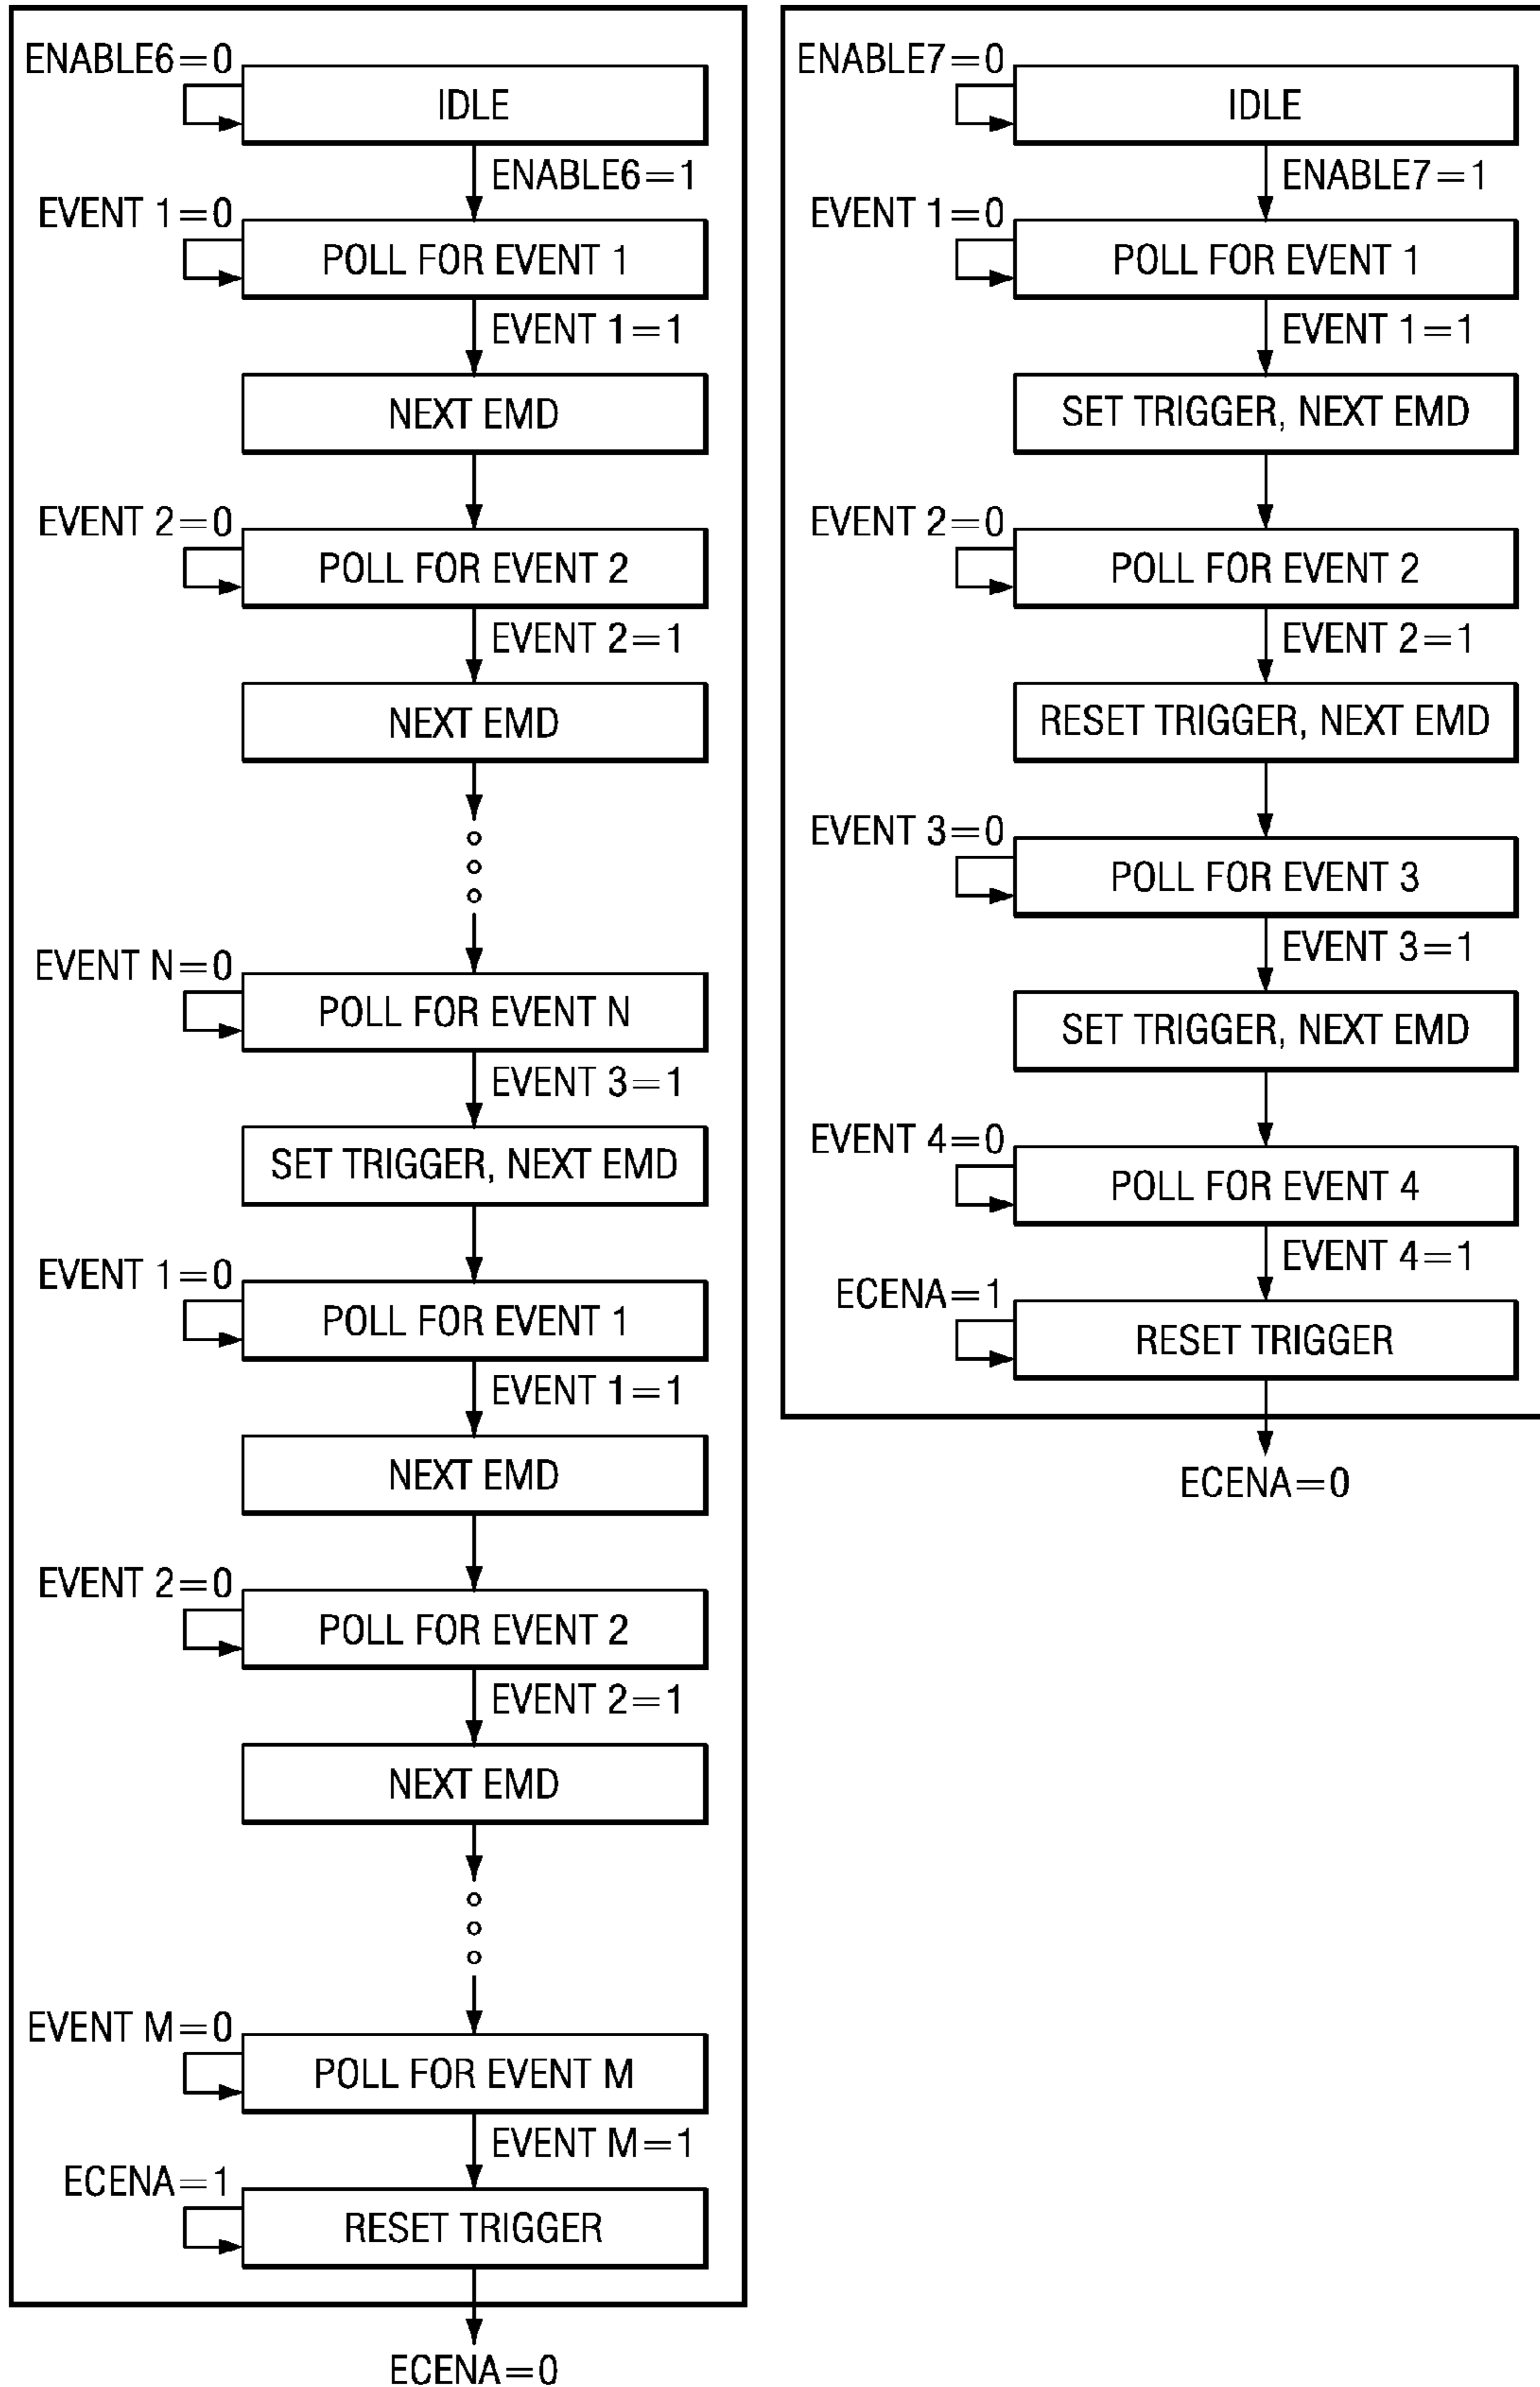 ENABLE6=0
IDLE
ENABLE6=1
EVENT 1=0
POLL FOR EVENT 1
EVENT 1=1
NEXT EMD
EVENT 2=0
POLL FOR EVENT 2
EVENT 2=1
NEXT EMD
EVENT N=0
POLL FOR EVENT N
EVENT 3=1
SET TRIGGER, NEXT EMD
EVENT 1=0
POLL FOR EVENT 1
EVENT 1=1
NEXT EMD
EVENT 2=0
POLL FOR EVENT 2
EVENT 2=1
NEXT EMD
EVENT M=0
POLL FOR EVENT M
EVENT M=1
ECENA=1
RESET TRIGGER
ECENA=0
ENABLE7=0
IDLE
ENABLE7=1
EVENT 1=0
POLL FOR EVENT 1
EVENT 1=1
SET TRIGGER, NEXT EMD
EVENT 2=0
POLL FOR EVENT 2
EVENT 2=1
RESET TRIGGER, NEXT EMD
EVENT 3=0
POLL FOR EVENT 3
EVENT 3=1
SET TRIGGER, NEXT EMD
EVENT 4=0
POLL FOR EVENT 4
EVENT 4=1
ECENA=1
RESET TRIGGER
ECENA=0